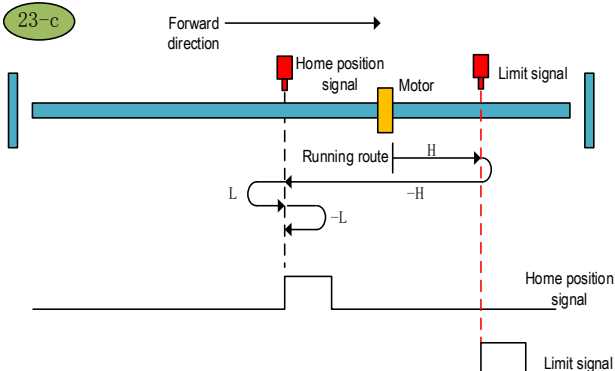 23-c
Forward
direction
Home position
signal
Motor
Limit signal
Running route
H
-H
L
-L
Home position
signal
Limit signal